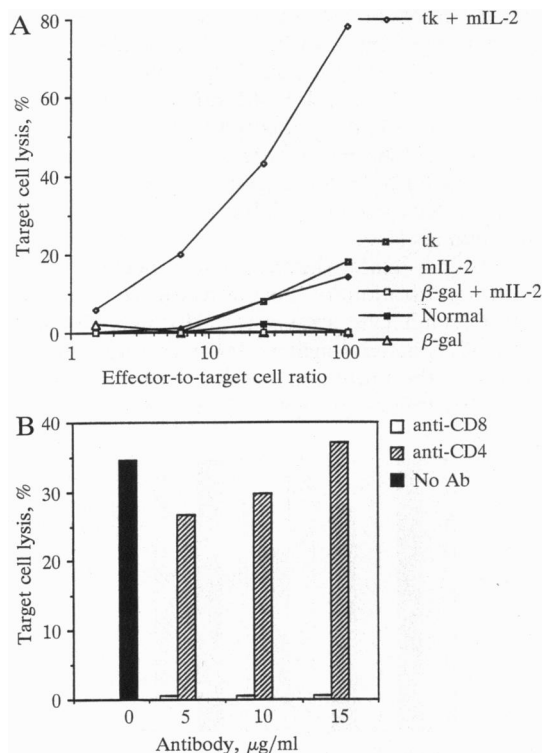 A
Target cell lysis, %
80
60
40
20
0
1
10
100
Effector-to-target cell ratio
tk + mIL-2
tk
mIL-2
β-gal + mIL-2
Normal
β-gal
B
Target cell lysis, %
40
30
20
10
0
0
5
10
15
Antibody, μg/ml
anti-CD8
anti-CD4
No Ab